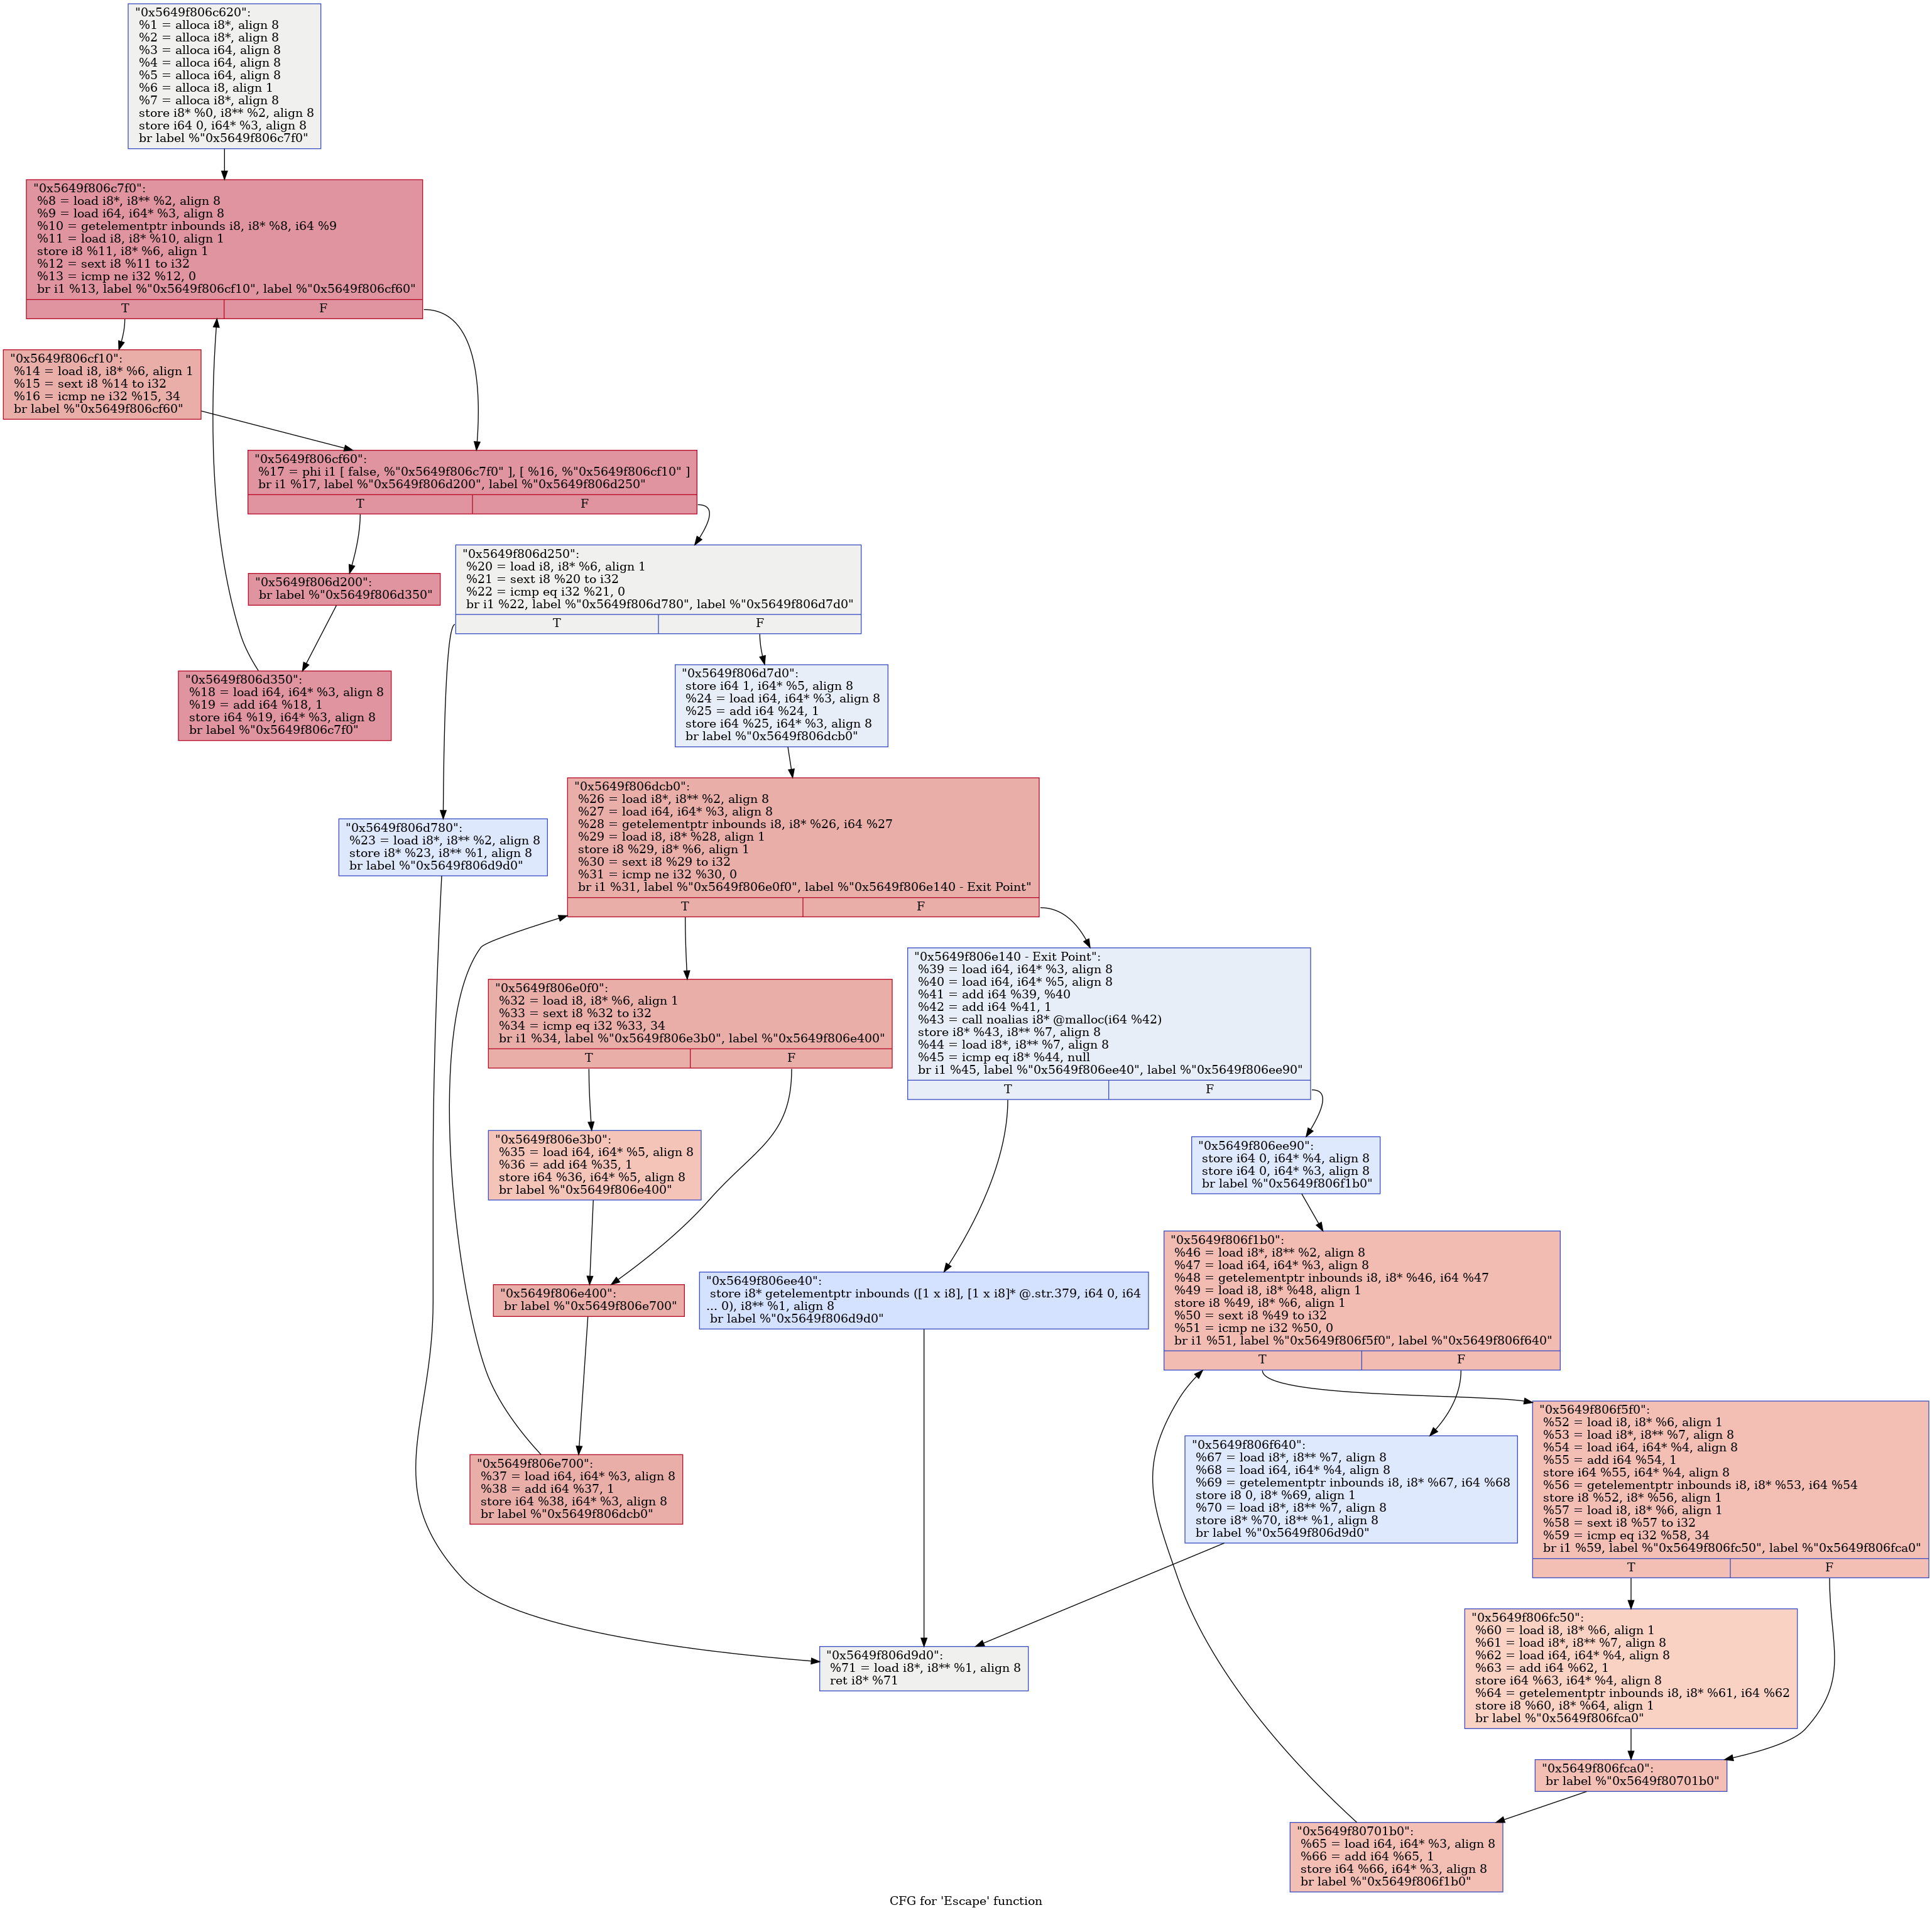 "0x5649f806c620":
%1 = alloca i8*, align 8
%2 = alloca i8*, align 8
%3 = alloca i64, align 8
%4 = alloca i64, align 8
%5 = alloca i64, align 8
%6 = alloca i8, align 1
%7 = alloca i8*, align 8
store i8* %0, i8** %2, align 8
store i64 0, i64* %3, align 8
br label %"0x5649f806c7f0"
"0x5649f806c7f0":
%8 = load i8*, i8** %2, align 8
%9 = load i64, i64* %3, align 8
%10 = getelementptr inbounds i8, i8* %8, i64 %9
%11 = load i8, i8* %10, align 1
store i8 %11, i8* %6, align 1
%12 = sext i8 %11 to i32
%13 = icmp ne i32 %12, 0
br i1 %13, label %"0x5649f806cf10", label %"0x5649f806cf60"
T F
"0x5649f806cf10":
%14 = load i8, i8* %6, align 1
%15 = sext i8 %14 to i32
%16 = icmp ne i32 %15, 34
br label %"0x5649f806cf60"
"0x5649f806cf60":
%17 = phi i1 [ false, %"0x5649f806c7f0" ], [ %16, %"0x5649f806cf10" ]
br i1 %17, label %"0x5649f806d200", label %"0x5649f806d250"
T F
"0x5649f806d200":
br label %"0x5649f806d350"
"0x5649f806d250":
%20 = load i8, i8* %6, align 1
%21 = sext i8 %20 to i32
%22 = icmp eq i32 %21, 0
br i1 %22, label %"0x5649f806d780", label %"0x5649f806d7d0"
T F
"0x5649f806d350":
%18 = load i64, i64* %3, align 8
%19 = add i64 %18, 1
store i64 %19, i64* %3, align 8
br label %"0x5649f806c7f0"
"0x5649f806d7d0":
store i64 1, i64* %5, align 8
%24 = load i64, i64* %3, align 8
%25 = add i64 %24, 1
store i64 %25, i64* %3, align 8
br label %"0x5649f806dcb0"
"0x5649f806d780":
%23 = load i8*, i8** %2, align 8
store i8* %23, i8** %1, align 8
br label %"0x5649f806d9d0"
"0x5649f806dcb0":
%26 = load i8*, i8** %2, align 8
%27 = load i64, i64* %3, align 8
%28 = getelementptr inbounds i8, i8* %26, i64 %27
%29 = load i8, i8* %28, align 1
store i8 %29, i8* %6, align 1
%30 = sext i8 %29 to i32
%31 = icmp ne i32 %30, 0
br i1 %31, label %"0x5649f806e0f0", label %"0x5649f806e140 - Exit Point"
T F
"0x5649f806e0f0":
%32 = load i8, i8* %6, align 1
%33 = sext i8 %32 to i32
%34 = icmp eq i32 %33, 34
br i1 %34, label %"0x5649f806e3b0", label %"0x5649f806e400"
T F
"0x5649f806e140 - Exit Point":
%39 = load i64, i64* %3, align 8
%40 = load i64, i64* %5, align 8
%41 = add i64 %39, %40
%42 = add i64 %41, 1
%43 = call noalias i8* @malloc(i64 %42)
store i8* %43, i8** %7, align 8
%44 = load i8*, i8** %7, align 8
%45 = icmp eq i8* %44, null
br i1 %45, label %"0x5649f806ee40", label %"0x5649f806ee90"
T F
"0x5649f806e3b0":
%35 = load i64, i64* %5, align 8
%36 = add i64 %35, 1
store i64 %36, i64* %5, align 8
br label %"0x5649f806e400"
"0x5649f806ee90":
store i64 0, i64* %4, align 8
store i64 0, i64* %3, align 8
br label %"0x5649f806f1b0"
"0x5649f806e400":
br label %"0x5649f806e700"
"0x5649f806ee40":
store i8* getelementptr inbounds ([1 x i8], [1 x i8]* @.str.379, i64 0, i64
... 0), i8** %1, align 8
br label %"0x5649f806d9d0"
"0x5649f806f1b0":
%46 = load i8*, i8** %2, align 8
%47 = load i64, i64* %3, align 8
%48 = getelementptr inbounds i8, i8* %46, i64 %47
%49 = load i8, i8* %48, align 1
store i8 %49, i8* %6, align 1
%50 = sext i8 %49 to i32
%51 = icmp ne i32 %50, 0
br i1 %51, label %"0x5649f806f5f0", label %"0x5649f806f640"
T F
"0x5649f806e700":
%37 = load i64, i64* %3, align 8
%38 = add i64 %37, 1
store i64 %38, i64* %3, align 8
br label %"0x5649f806dcb0"
"0x5649f806f640":
%67 = load i8*, i8** %7, align 8
%68 = load i64, i64* %4, align 8
%69 = getelementptr inbounds i8, i8* %67, i64 %68
store i8 0, i8* %69, align 1
%70 = load i8*, i8** %7, align 8
store i8* %70, i8** %1, align 8
br label %"0x5649f806d9d0"
"0x5649f806f5f0":
%52 = load i8, i8* %6, align 1
%53 = load i8*, i8** %7, align 8
%54 = load i64, i64* %4, align 8
%55 = add i64 %54, 1
store i64 %55, i64* %4, align 8
%56 = getelementptr inbounds i8, i8* %53, i64 %54
store i8 %52, i8* %56, align 1
%57 = load i8, i8* %6, align 1
%58 = sext i8 %57 to i32
%59 = icmp eq i32 %58, 34
br i1 %59, label %"0x5649f806fc50", label %"0x5649f806fca0"
T F
"0x5649f806d9d0":
%71 = load i8*, i8** %1, align 8
ret i8* %71
"0x5649f806fc50":
%60 = load i8, i8* %6, align 1
%61 = load i8*, i8** %7, align 8
%62 = load i64, i64* %4, align 8
%63 = add i64 %62, 1
store i64 %63, i64* %4, align 8
%64 = getelementptr inbounds i8, i8* %61, i64 %62
store i8 %60, i8* %64, align 1
br label %"0x5649f806fca0"
"0x5649f806fca0":
br label %"0x5649f80701b0"
"0x5649f80701b0":
%65 = load i64, i64* %3, align 8
%66 = add i64 %65, 1
store i64 %66, i64* %3, align 8
br label %"0x5649f806f1b0"
CFG for 'Escape' function